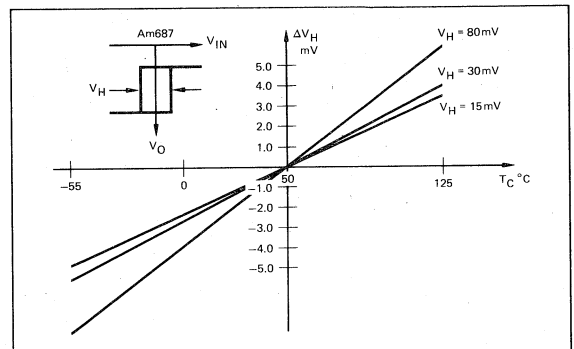 Am687
V_IN
V_H
V_O
ΔV_H
mV
V_H = 80mV
V_H = 30mV
V_H = 15mV
5.0
4.0
3.0
2.0
1.0
-55
0
50
125
T_C °C
-1.0
-2.0
-3.0
-4.0
-5.0